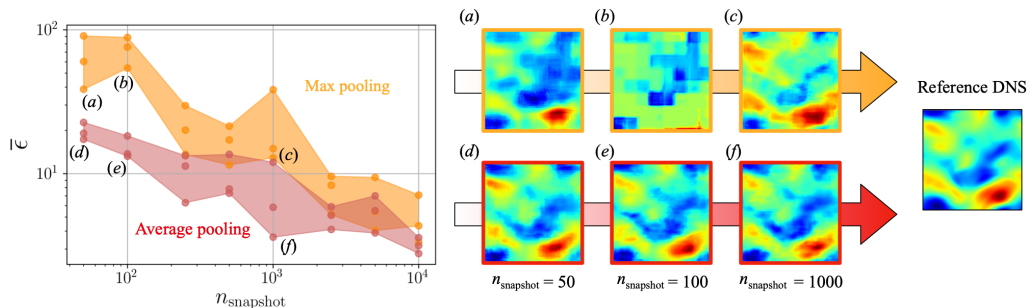 10²
10¹
ϵ̅
10²
10³
10⁴
n_snapshot
Max pooling
Average pooling
(a)
(b)
(c)
(d)
(e)
(f)
(a)
(b)
(c)
(d)
(e)
(f)
n_snapshot = 50
n_snapshot = 100
n_snapshot = 1000
Reference DNS